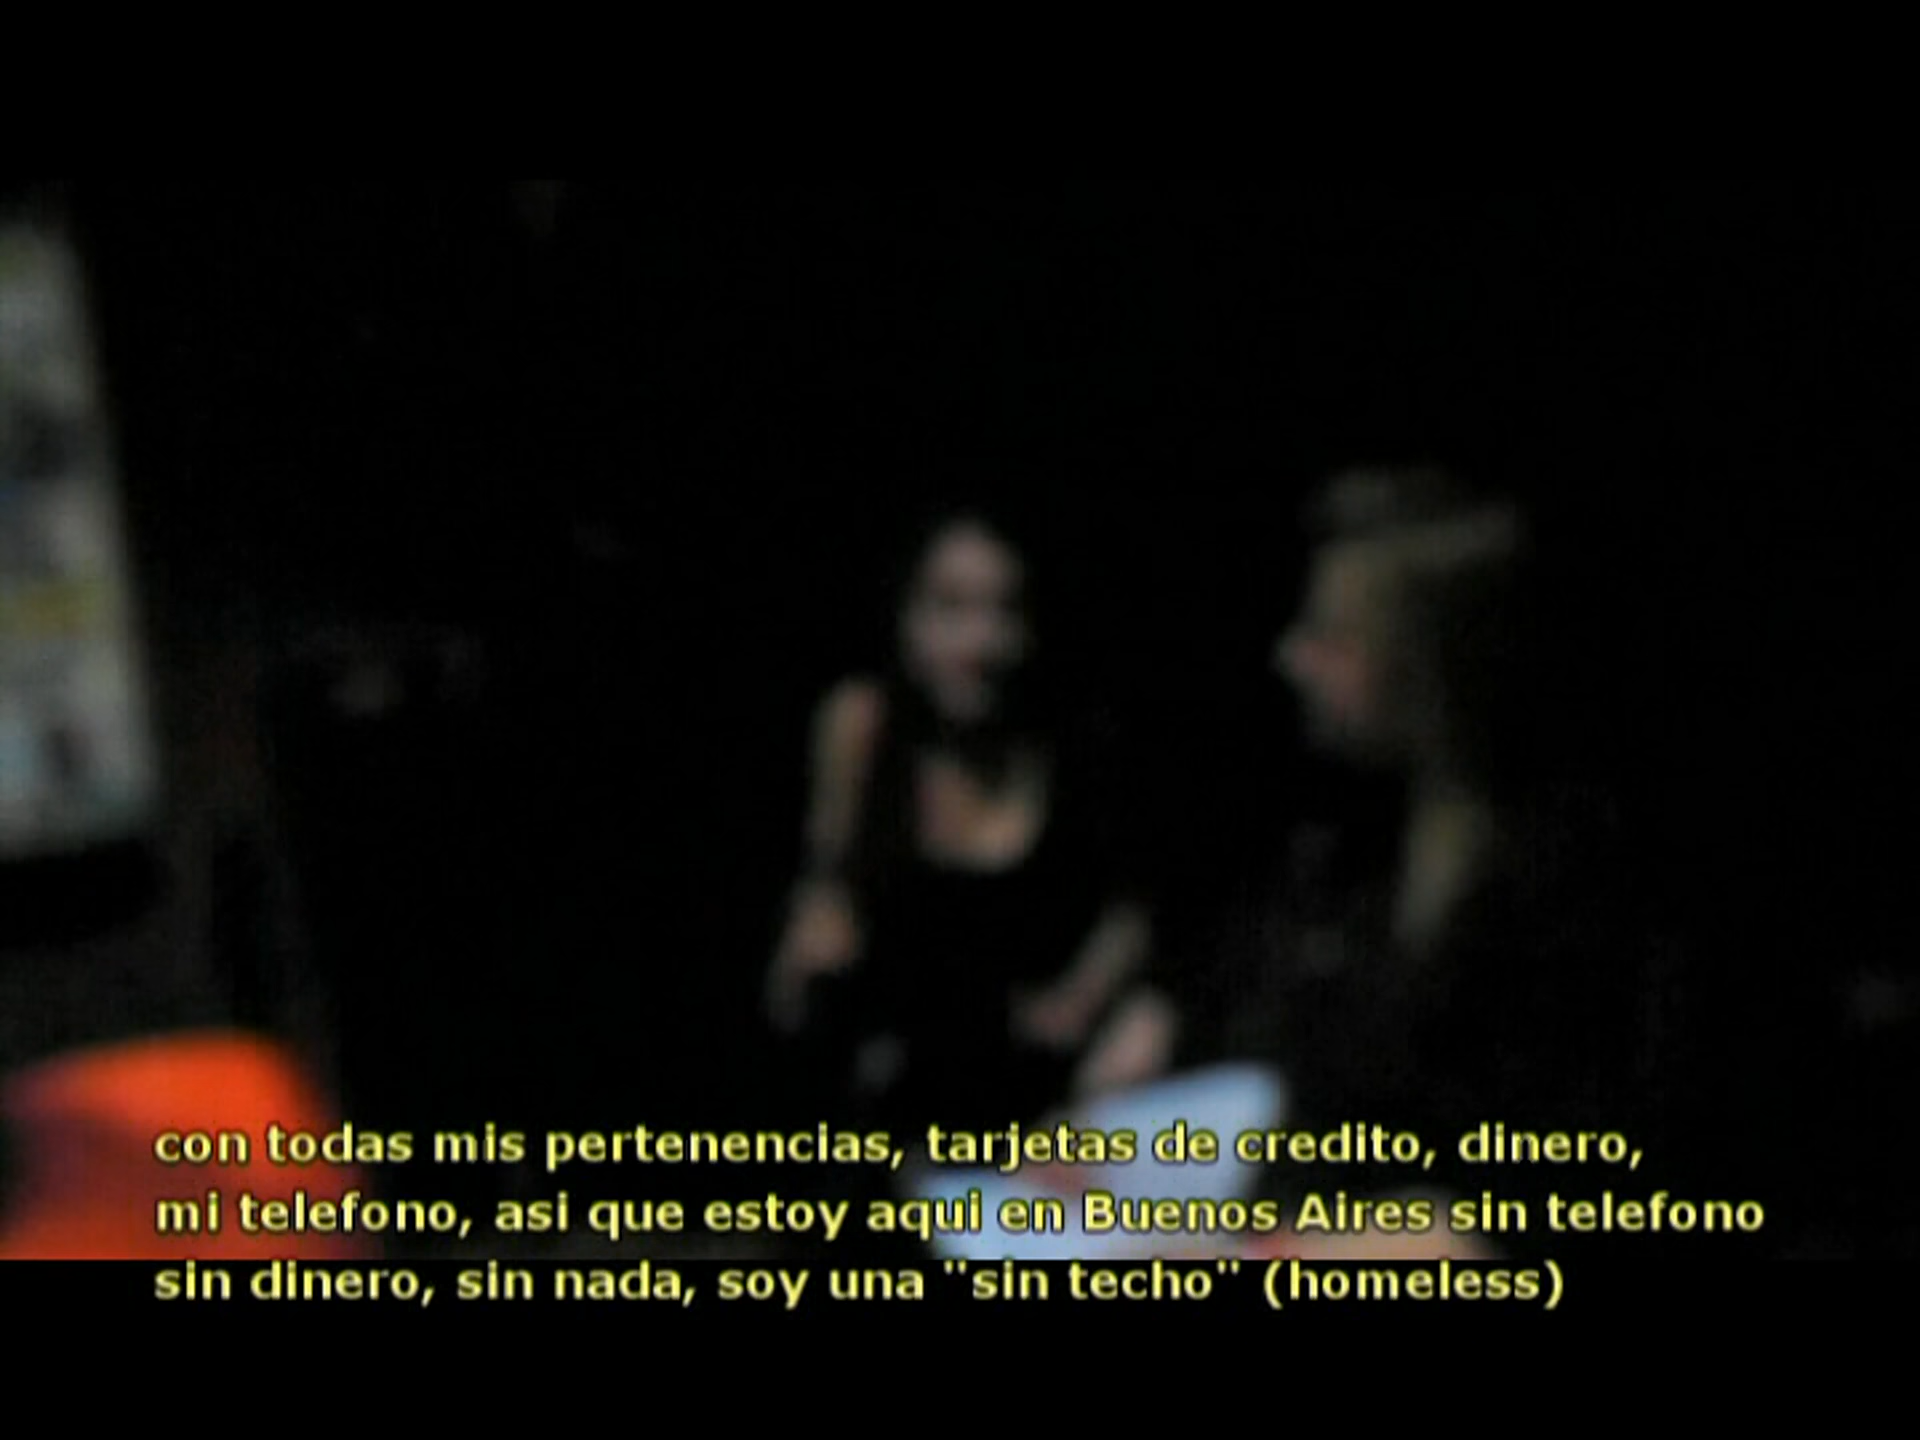 con todas mis pertenencias, tarjetas de credito, dinero,
mi telefono, asi que estoy aqui en Buenos Aires sin telefono
sin dinero, sin nada, soy una "sin techo" (homeless)